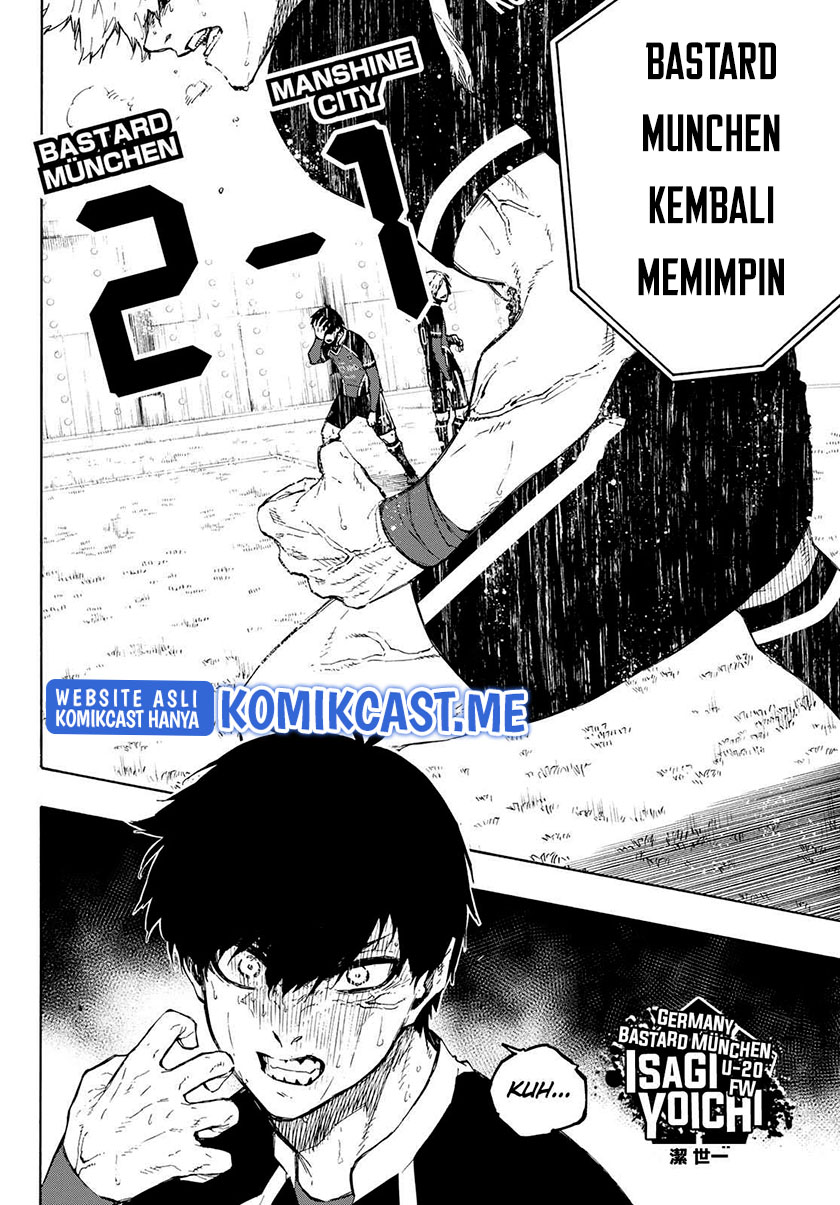 BASTARD
MUNCHEN
KEMBALI
MEMIMPIN
MANSHINE
CITY
BASTARD
MÜNCHEN
2-1
WEBSITE ASLI
KOMIKCAST HANYA
KOMIKCAST.ME
KUH...
GERMANY
BASTARD MÜNCHEN
U-20
ISAGI
FW
YOICHI
潔 世一